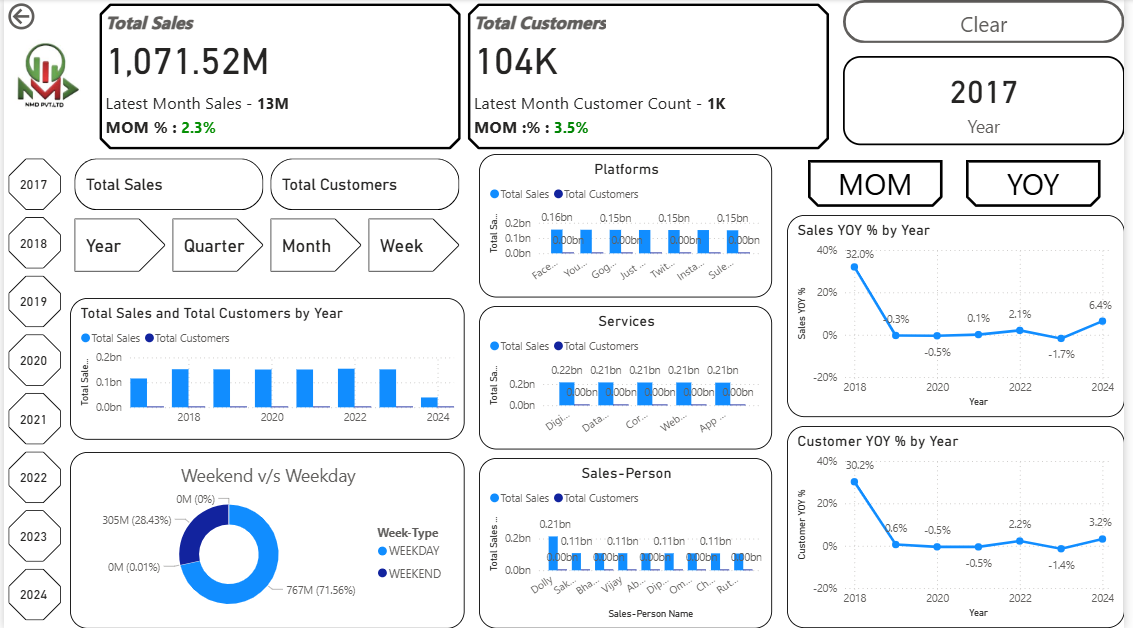 Total Sales
1,071.52M
Latest Month Sales - 13M
MOM % : 2.3%
Total Customers
104K
Latest Month Customer Count - 1K
MOM :% : 3.5%
Clear
2017
Year
NMD PVT.LTD
2017
2018
2019
2020
2021
2022
2023
2024
Total Sales
Total Customers
Year
Quarter
Month
Week
MOM
YOY
Total Sales and Total Customers by Year
Total Sales
Total Customers
Total Sale...
0.2bn
0.1bn
0.0bn
2018
2020
2022
2024
Weekend v/s Weekday
0M (0%)
305M (28.43%)
0M (0.01%)
767M (71.56%)
Week-Type
WEEKDAY
WEEKEND
Platforms
Total Sales
Total Customers
Total Sa...
0.2bn
0.1bn
0.0bn
0.16bn
0.15bn
0.15bn
0.15bn
0.00bn
0.00bn
0.00bn
0.00bn
Face...
You...
Gog...
Just ...
Twit...
Insta...
Sule...
Services
Total Sales
Total Customers
Total Sa...
0.2bn
0.0bn
0.22bn
0.21bn
0.21bn
0.21bn
0.21bn
0.00bn
0.00bn
0.00bn
0.00bn
0.00bn
Digi...
Data...
Cor...
Web...
App ...
Sales-Person
Total Sales
Total Customers
Total Sales ...
0.2bn
0.0bn
0.21bn
0.11bn
0.11bn
0.11bn
0.11bn
0.00bn
0.00bn
0.00bn
0.00bn
0.00bn
Dolly
Sak...
Bha...
Vijay
Ab...
Dip...
Om...
Ch...
Rut...
Sales-Person Name
Sales YOY % by Year
Sales YOY %
40%
20%
0%
-20%
32.0%
-0.3%
-0.5%
0.1%
2.1%
-1.7%
6.4%
2018
2020
2022
2024
Year
Customer YOY % by Year
Customer YOY %
40%
20%
0%
-20%
30.2%
0.6%
-0.5%
-0.5%
2.2%
-1.4%
3.2%
2018
2020
2022
2024
Year